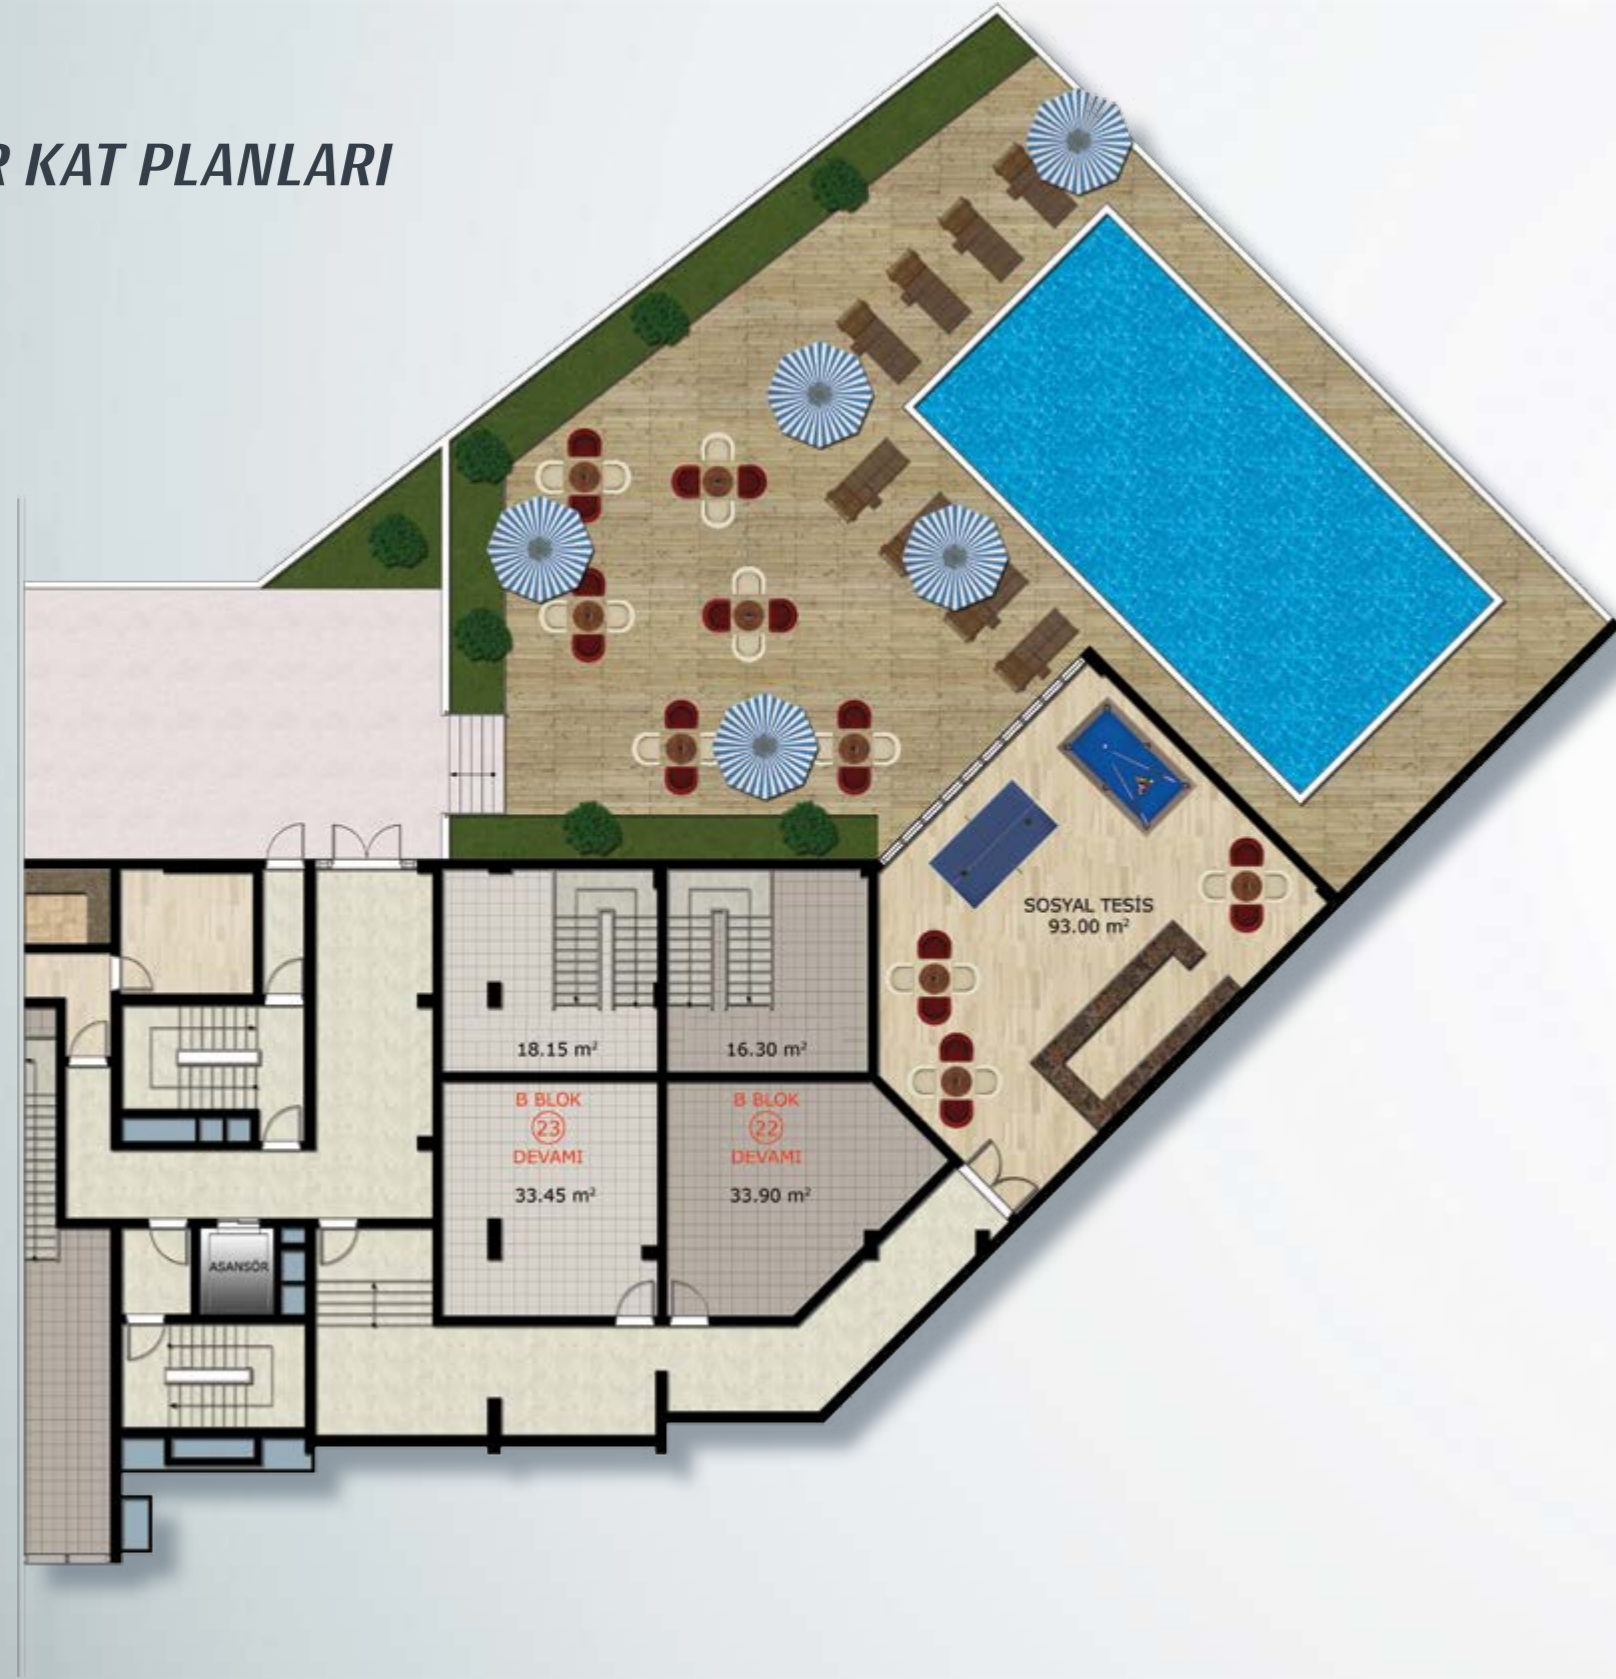 R KAT PLANLARI
SOSYAL TESİS
93.00 m²
18.15 m²
16.30 m²
B BLOK
23
DEVAMI
33.45 m²
B BLOK
22
DEVAMI
33.90 m²
ASANSÖR